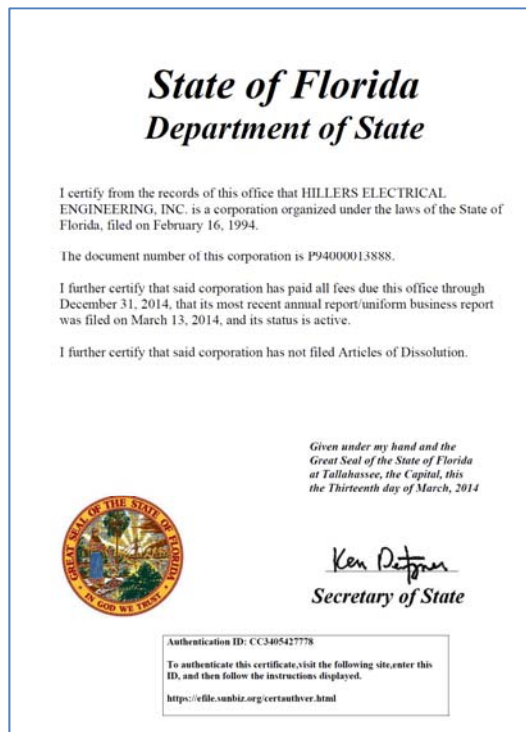 State of Florida
Department of State
I certify from the records of this office that HILLERS ELECTRICAL
ENGINEERING, INC. is a corporation organized under the laws of the State of
Florida, filed on February 16, 1994.
The document number of this corporation is P94000013888.
I further certify that said corporation has paid all fees due this office through
December 31, 2014, that its most recent annual report/uniform business report
was filed on March 13, 2014, and its status is active.
I further certify that said corporation has not filed Articles of Dissolution.
Given under my hand and the
Great Seal of the State of Florida
at Tallahassee, the Capital, this
the Thirteenth day of March, 2014
GREAT SEAL OF THE STATE OF FLORIDA
IN GOD WE TRUST
Ken Detzner
Secretary of State
Authentication ID: CC3405427778
To authenticate this certificate,visit the following site,enter this
ID, and then follow the instructions displayed.
https://efile.sunbiz.org/certauthver.html